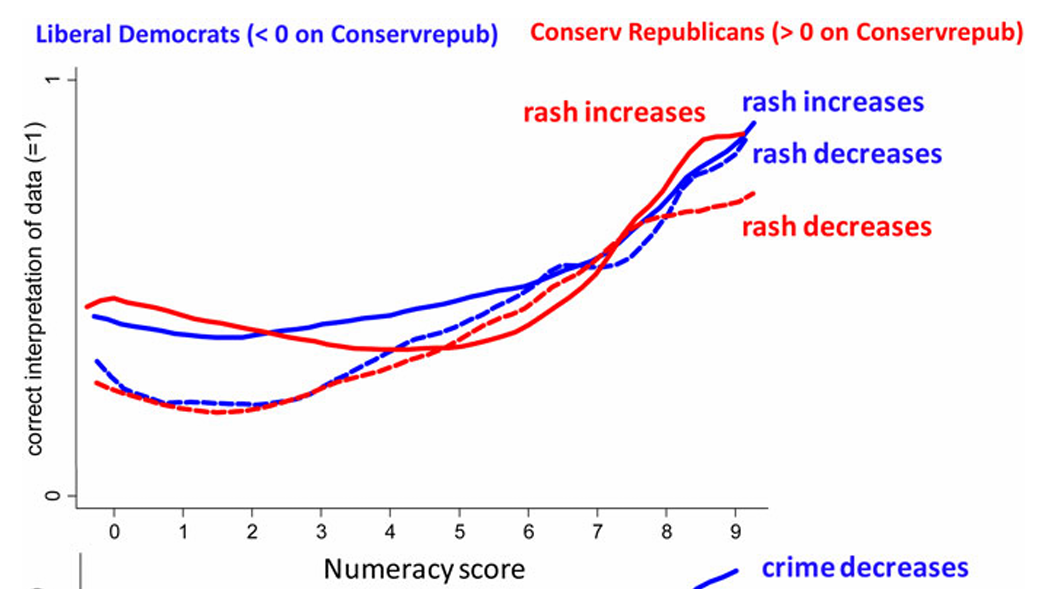 Liberal Democrats (< 0 on Conservrepub)
Conserv Republicans (> 0 on Conservrepub)
1
rash increases
rash increases
rash decreases
rash decreases
correct interpretation of data (=1)
0
0 1 2 3 4 5 6 7 8 9
Numeracy score
crime decreases